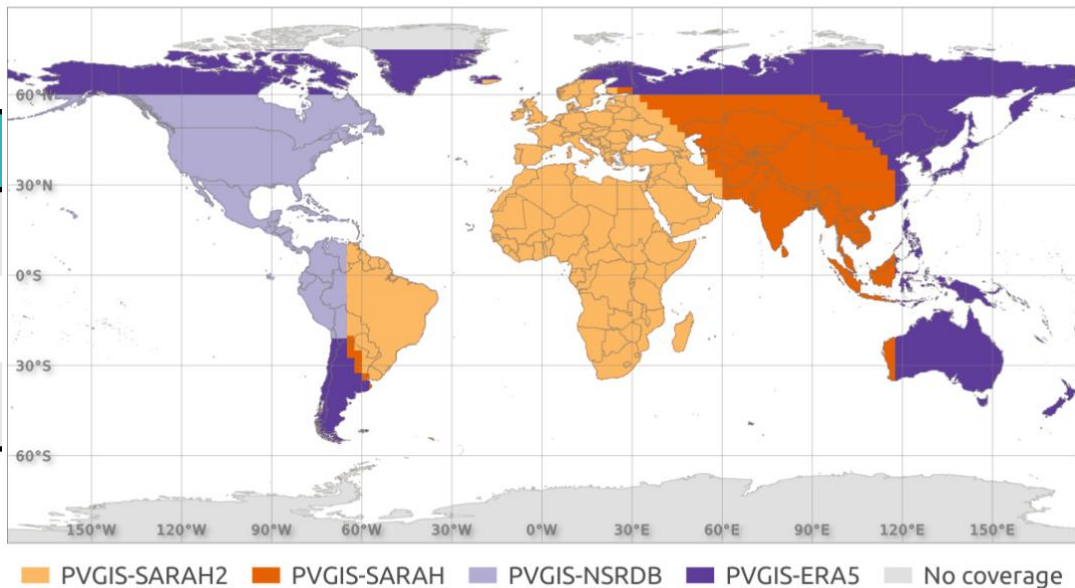 60°N
30°N
0°S
30°S
60°S
150°W 120°W 90°W 60°W 30°W 0°W 30°E 60°E 90°E 120°E 150°E
PVGIS-SARAH2 PVGIS-SARAH PVGIS-NSRDB PVGIS-ERA5 No coverage